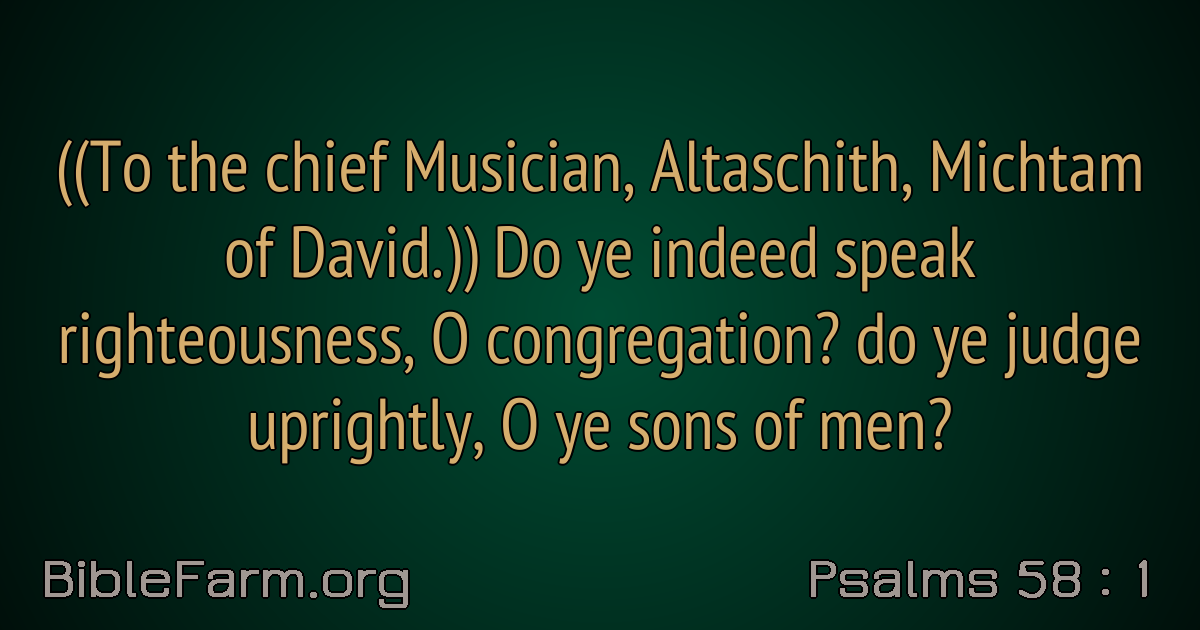 ((To the chief Musician, Altaschith, Michtam
of David.)) Do ye indeed speak
righteousness, O congregation? do ye judge
uprightly, O ye sons of men?
BibleFarm.org
Psalms 58 : 1